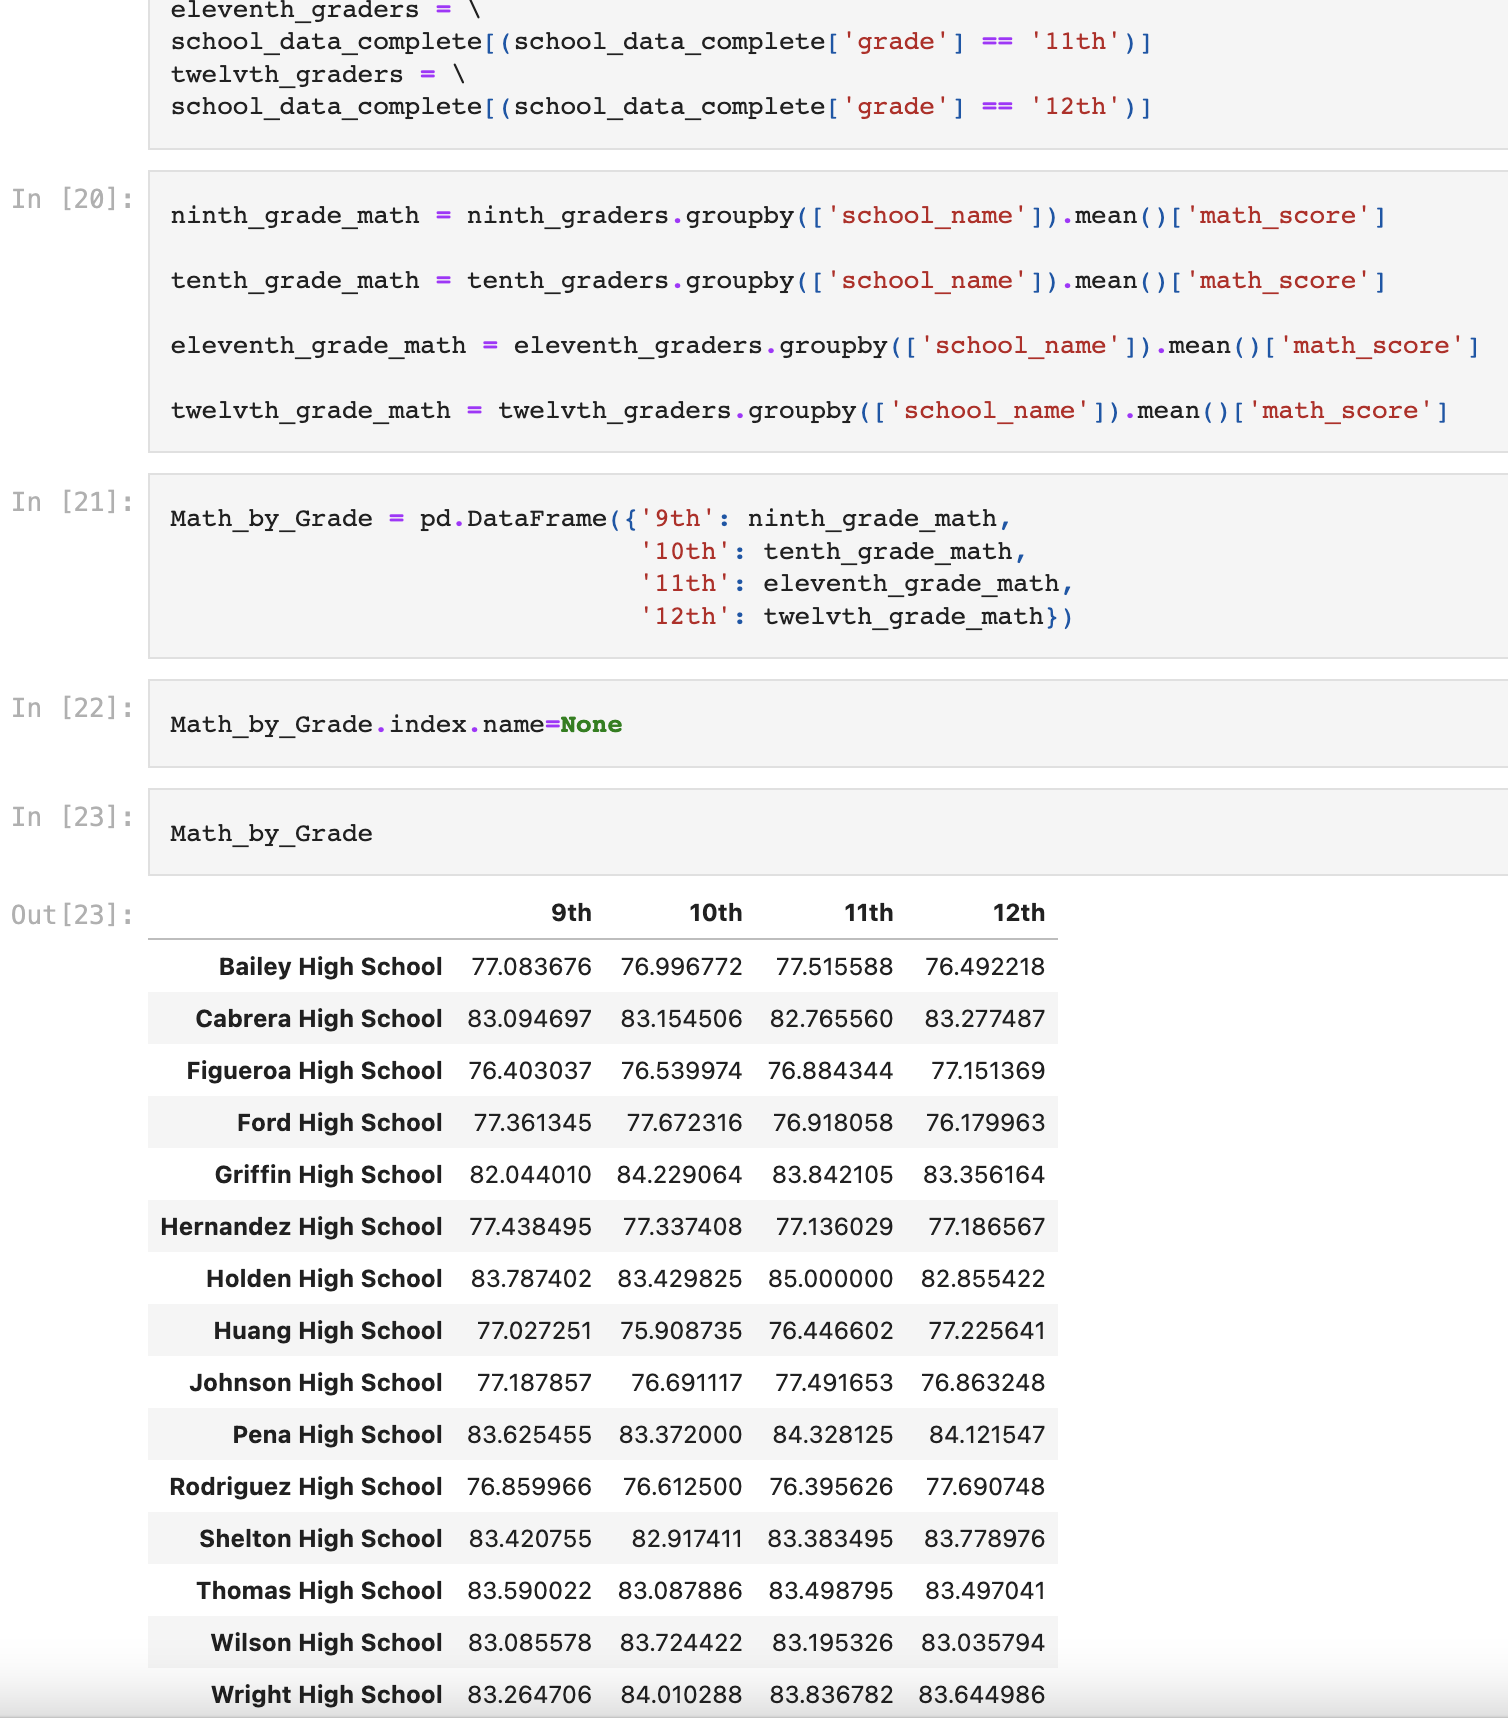 eleventh_graders = \
school_data_complete[(school_data_complete['grade'] == '11th')]
twelvth_graders = \
school_data_complete[(school_data_complete['grade'] == '12th')]
In [20]:
ninth_grade_math = ninth_graders.groupby(['school_name']).mean()['math_score']
tenth_grade_math = tenth_graders.groupby(['school_name']).mean()['math_score']
eleventh_grade_math = eleventh_graders.groupby(['school_name']).mean()['math_score']
twelvth_grade_math = twelvth_graders.groupby(['school_name']).mean()['math_score']
In [21]:
Math_by_Grade = pd.DataFrame({'9th': ninth_grade_math,
'10th': tenth_grade_math,
'11th': eleventh_grade_math,
'12th': twelvth_grade_math})
In [22]:
Math_by_Grade.index.name=None
In [23]:
Math_by_Grade
Out[23]:
9th 10th 11th 12th
Bailey High School 77.083676 76.996772 77.515588 76.492218
Cabrera High School 83.094697 83.154506 82.765560 83.277487
Figueroa High School 76.403037 76.539974 76.884344 77.151369
Ford High School 77.361345 77.672316 76.918058 76.179963
Griffin High School 82.044010 84.229064 83.842105 83.356164
Hernandez High School 77.438495 77.337408 77.136029 77.186567
Holden High School 83.787402 83.429825 85.000000 82.855422
Huang High School 77.027251 75.908735 76.446602 77.225641
Johnson High School 77.187857 76.691117 77.491653 76.863248
Pena High School 83.625455 83.372000 84.328125 84.121547
Rodriguez High School 76.859966 76.612500 76.395626 77.690748
Shelton High School 83.420755 82.917411 83.383495 83.778976
Thomas High School 83.590022 83.087886 83.498795 83.497041
Wilson High School 83.085578 83.724422 83.195326 83.035794
Wright High School 83.264706 84.010288 83.836782 83.644986